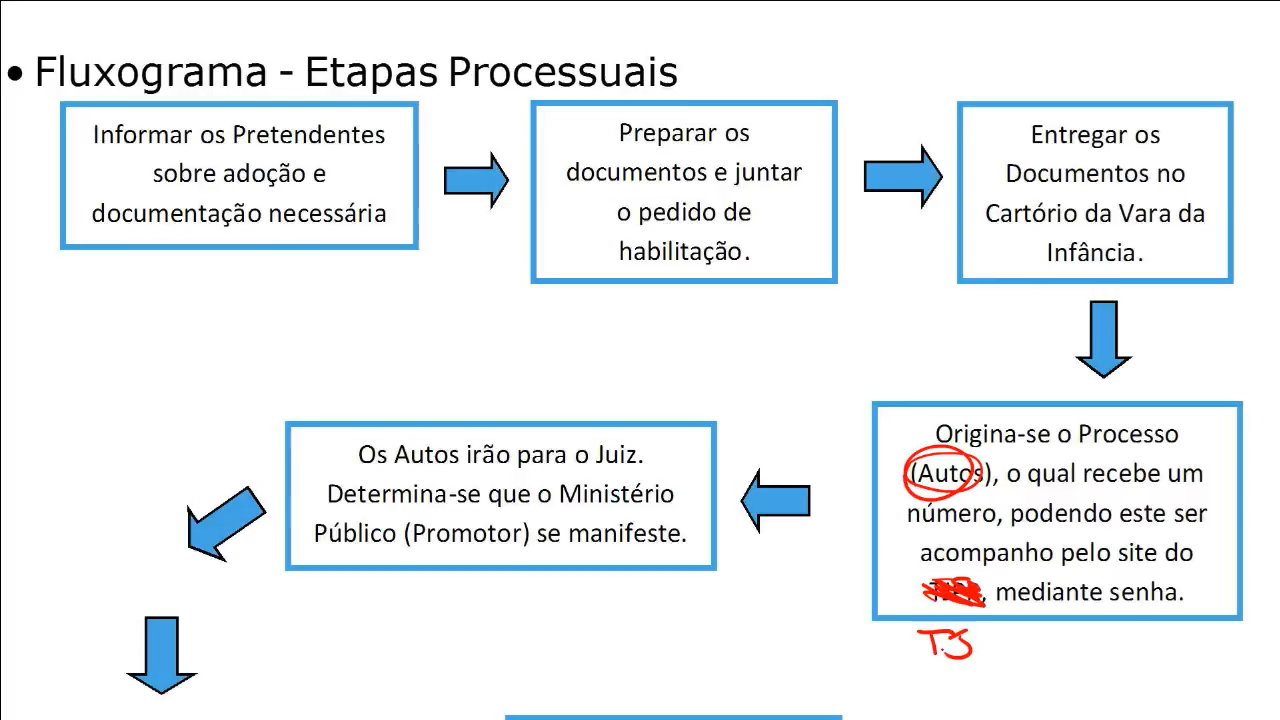 • Fluxograma - Etapas Processuais
Informar os Pretendentes
sobre adoção e
documentação necessária
Preparar os
documentos e juntar
o pedido de
habilitação.
Entregar os
Documentos no
Cartório da Vara da
Infância.
Origina-se o Processo
(Autos), o qual recebe um
número, podendo este ser
acompanho pelo site do
, mediante senha.
TJ
Os Autos irão para o Juiz.
Determina-se que o Ministério
Público (Promotor) se manifeste.